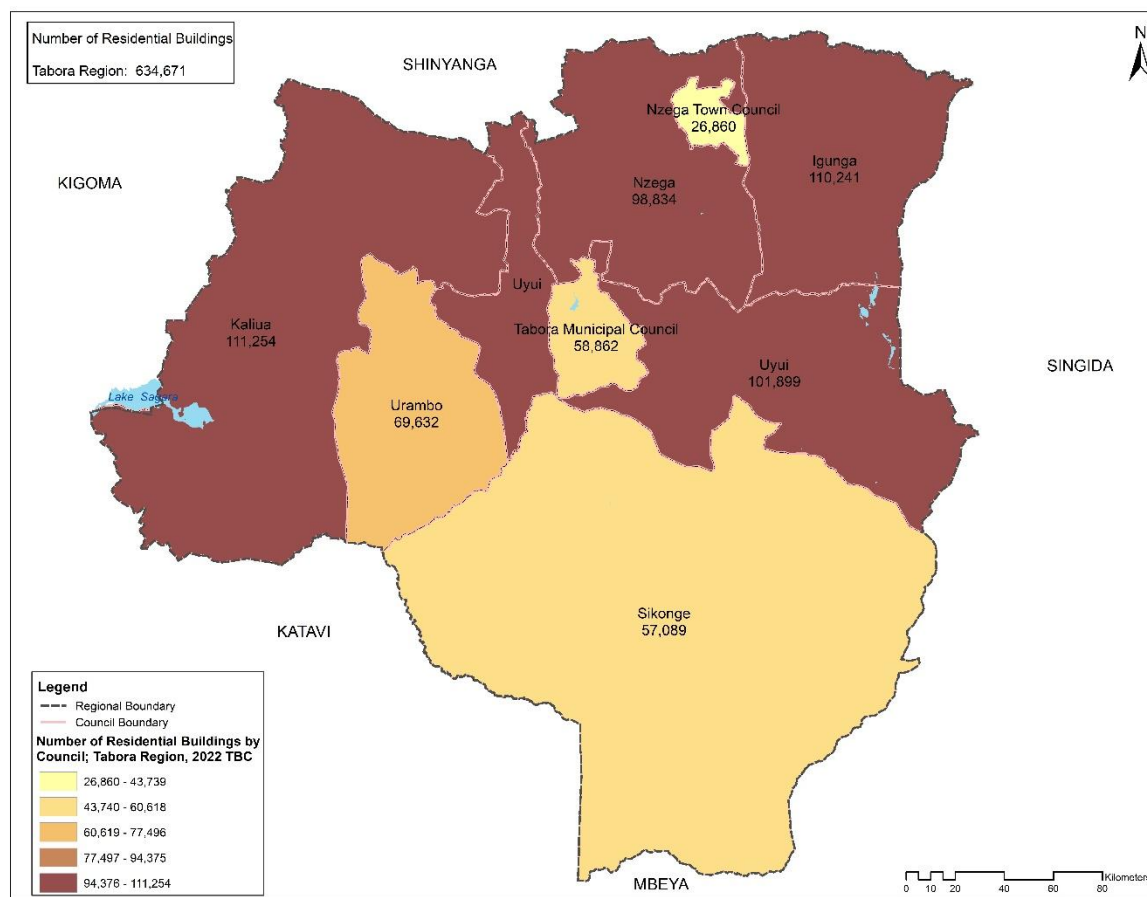 Number of Residential Buildings
Tabora Region: 634,671
N
SHINYANGA
Nzega Town Council
26,860
Igunga
110,241
KIGOMA
Nzega
98,834
Uyui
Kaliua
111,254
Tabora Municipal Council
58,862
Uyui
101,899
SINGIDA
Lake Sagara
Urambo
69,632
Sikonge
57,089
KATAVI
Legend
Regional Boundary
Council Boundary
Number of Residential Buildings by
Council; Tabora Region, 2022 TBC
26,860 - 43,739
43,740 - 60,618
60,619 - 77,496
77,497 - 94,375
94,376 - 111,254
MBEYA
Kilometers
0 5 10 20 40 60 80